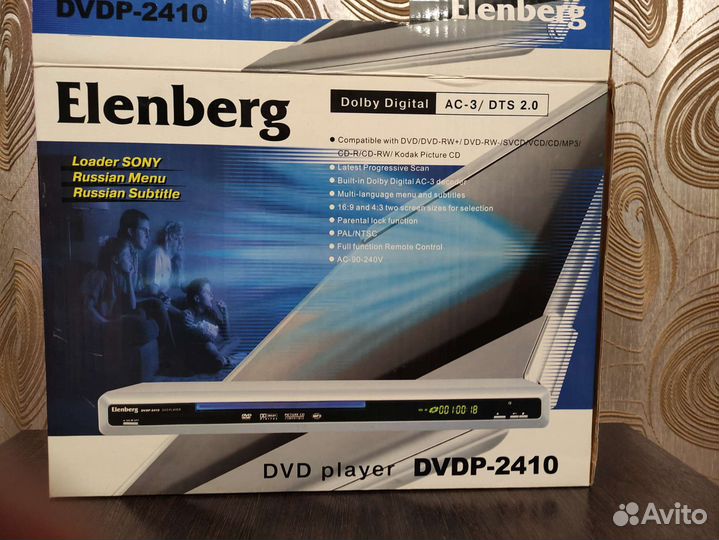 DVDP-2410
Elenberg
Elenberg
Dolby Digital AC-3/ DTS 2.0
Compatible with DVD/DVD-RW+/ DVD-RW-/SVCD/VCD/CD/MP3/
CD-R/CD-RW/ Kodak Picture CD
Latest Progressive Scan
Built-in Dolby Digital AC-3 decoder
Multi-language menu and subtitles
16:9 and 4:3 two screen sizes for selection
Parental lock function
PAL/NTSC
Full function Remote Control
AC-90-240V
Loader SONY
Russian Menu
Russian Subtitle
Elenberg DVDP-2410 DVD PLAYER
DVD player DVDP-2410
Avito